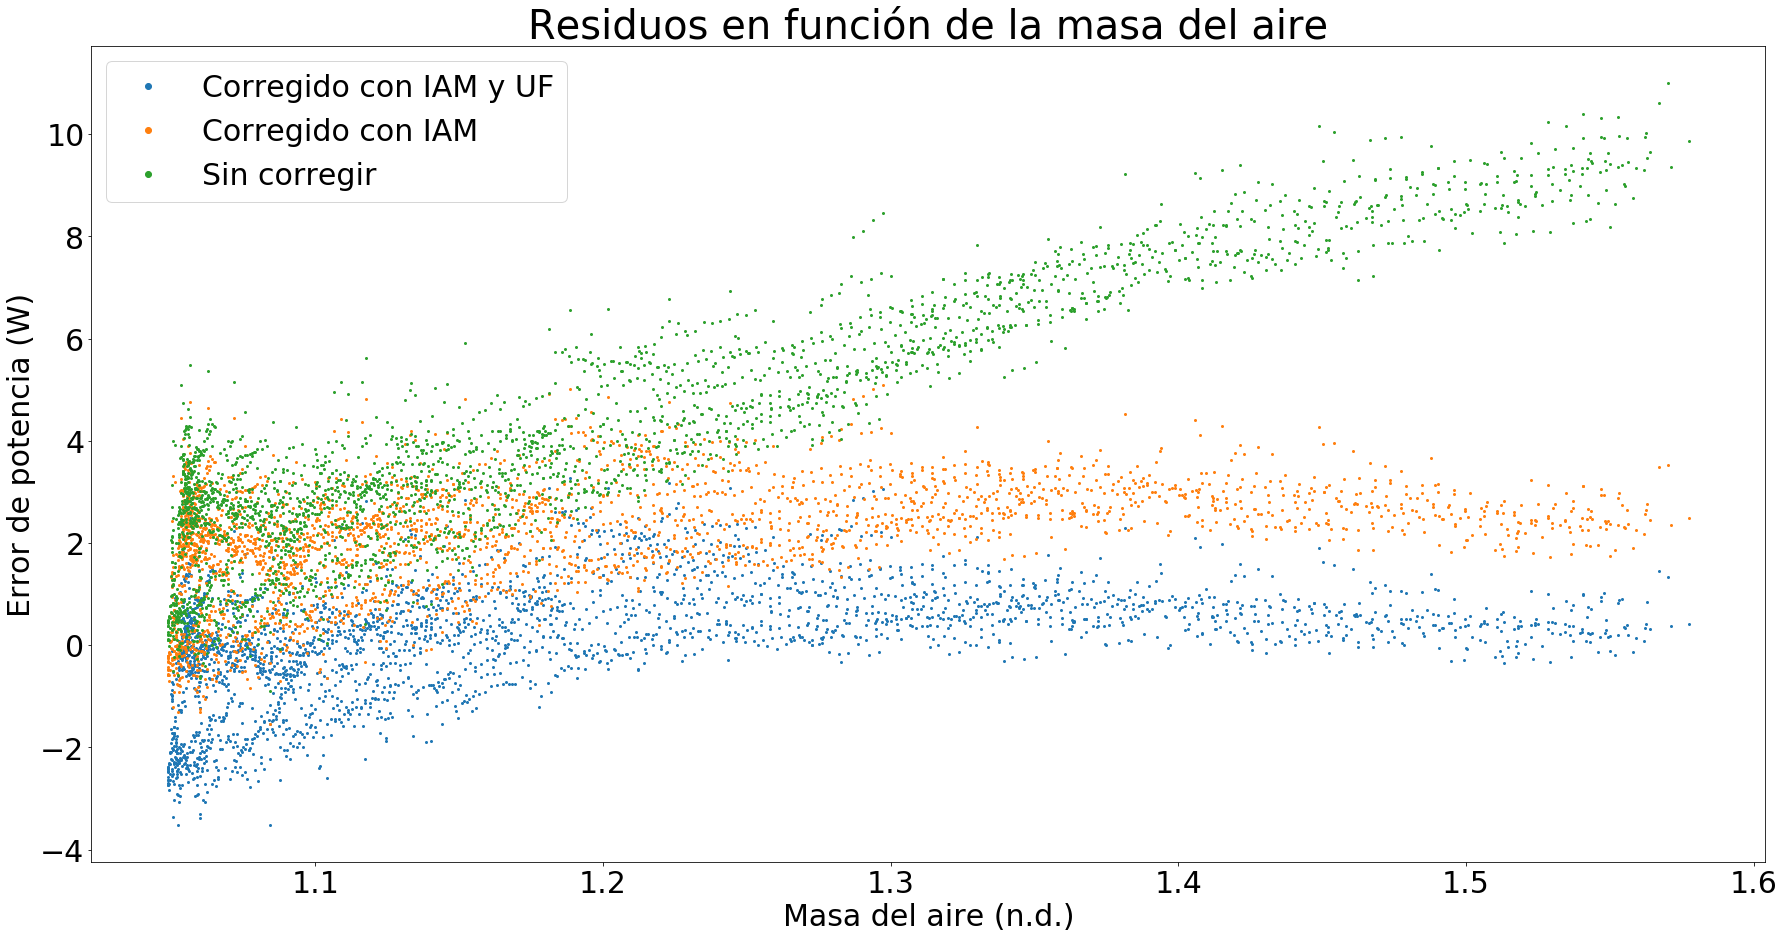 Residuos en función de la masa del aire
Corregido con IAM y UF
Corregido con IAM
Sin corregir
Error de potencia (W)
10
8
6
4
2
0
−2
−4
1.1 1.2 1.3 1.4 1.5 1.6
Masa del aire (n.d.)